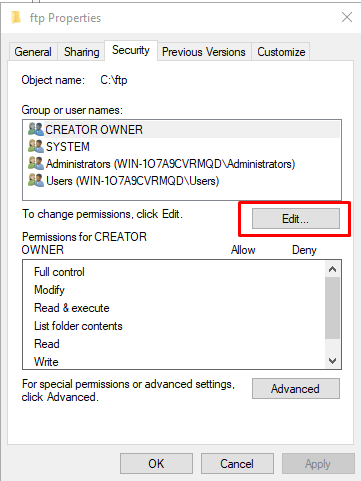 ftp Properties
General Sharing Security Previous Versions Customize
Object name: C:\ftp
Group or user names:
CREATOR OWNER
SYSTEM
Administrators (WIN-1O7A9CVRMQD\Administrators)
Users (WIN-1O7A9CVRMQD\Users)
To change permissions, click Edit. Edit...
Permissions for CREATOR
OWNER Allow Deny
Full control
Modify
Read & execute
List folder contents
Read
Write
For special permissions or advanced settings,
click Advanced. Advanced
OK Cancel Apply